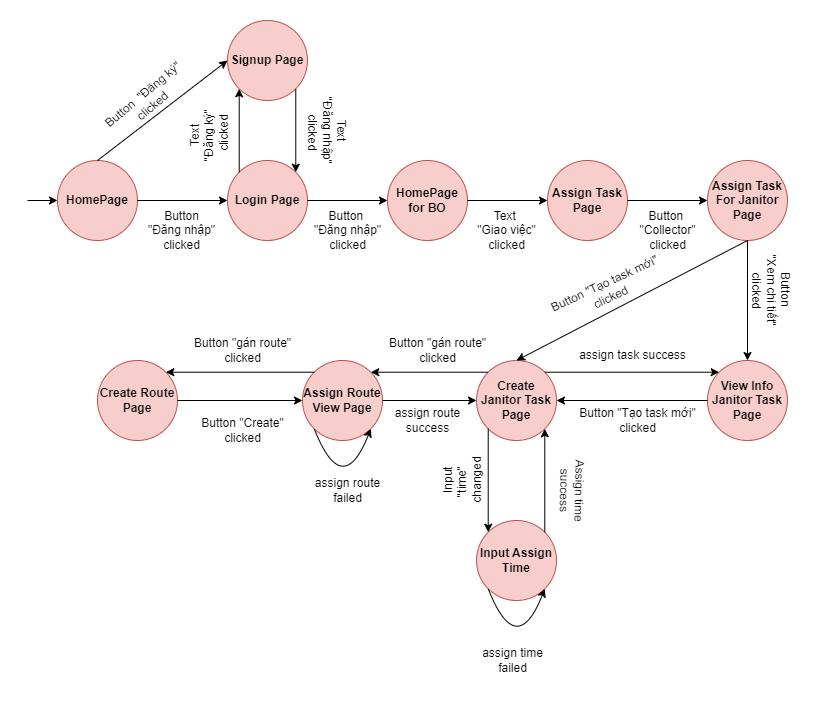 Signup Page
Button "Đăng ký"
clicked
Text
"Đăng ký"
clicked
Text
"Đăng nhập"
clicked
HomePage
Button
"Đăng nhập"
clicked
Login Page
Button
"Đăng nhập"
clicked
HomePage
for BO
Text
"Giao việc"
clicked
Assign Task
Page
Button
"Collector"
clicked
Assign Task
For Janitor
Page
Button "Tạo task mới"
clicked
Button
"Xem chi tiết"
clicked
Create Route
Page
Button "gán route"
clicked
Button "Create"
clicked
Assign Route
View Page
assign route
failed
Button "gán route"
clicked
assign route
success
Create
Janitor Task
Page
assign task success
Button "Tạo task mới"
clicked
View Info
Janitor Task
Page
Input
"time"
changed
Assign time
success
Input Assign
Time
assign time
failed